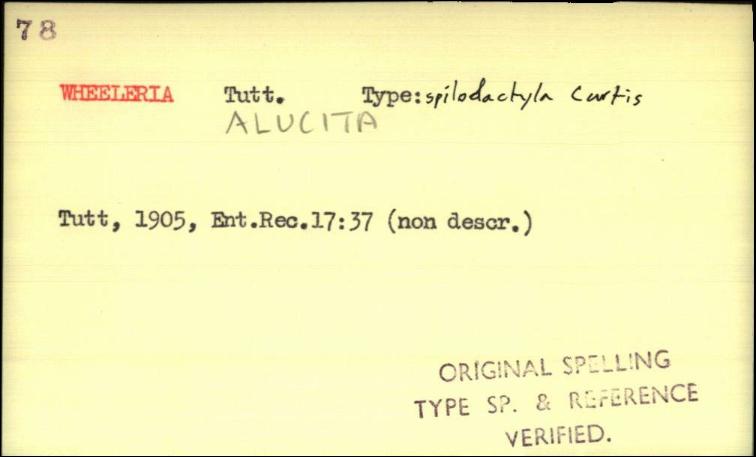 78
WHEELERIA Tutt. Type: spilodactyla Curtis
ALUCITA
Tutt, 1905, Ent.Rec.17:37 (non descr.)
ORIGINAL SPELLING
TYPE SP. & REFERENCE
VERIFIED.